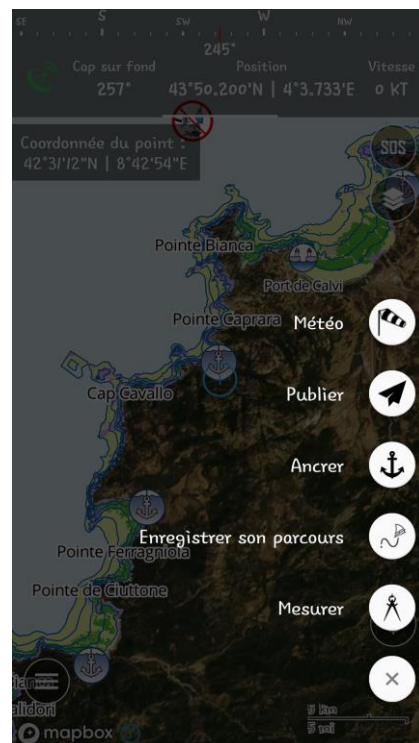 SE S SW W NW
245°
Cap sur fond Position Vitesse
257° 43°50.200'N | 4°3.733'E 0 KT
Coordonnée du point :
42°31'12"N | 8°42'54"E
SOS
Pointe Bianca
Port de Calvi
Pointe Caprara
Météo
Cap Cavallo
Publier
Ancrer
Enregistrer son parcours
Pointe Ferragniola
Pointe de Ciuttone
Mesurer
alidori
5 km
5 mi
mapbox